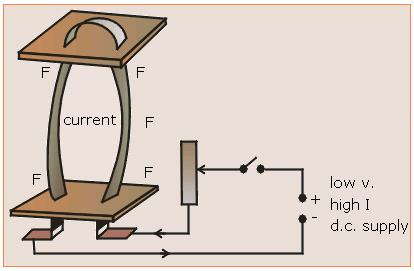 F
F
current
F
F
F
+
low v.
high I
-
d.c. supply